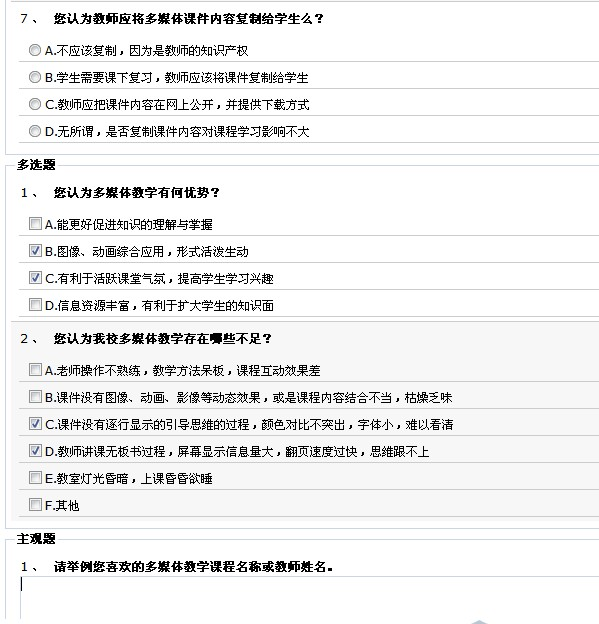 7、 您认为教师应将多媒体课件内容复制给学生么？
A.不应该复制，因为是教师的知识产权
B.学生需要课下复习，教师应该将课件复制给学生
C.教师应把课件内容在网上公开，并提供下载方式
D.无所谓，是否复制课件内容对课程学习影响不大
多选题
1、 您认为多媒体教学有何优势？
A.能更好促进知识的理解与掌握
B.图像、动画综合应用，形式活泼生动
C.有利于活跃课堂气氛，提高学生学习兴趣
D.信息资源丰富，有利于扩大学生的知识面
2、 您认为我校多媒体教学存在哪些不足？
A.老师操作不熟练，教学方法呆板，课程互动效果差
B.课件没有图像、动画、影像等动态效果，或是课程内容结合不当，枯燥乏味
C.课件没有逐行显示的引导思维的过程，颜色对比不突出，字体小，难以看清
D.教师讲课无板书过程，屏幕显示信息量大，翻页速度过快，思维跟不上
E.教室灯光昏暗，上课昏昏欲睡
F.其他
主观题
1、 请举例您喜欢的多媒体教学课程名称或教师姓名。